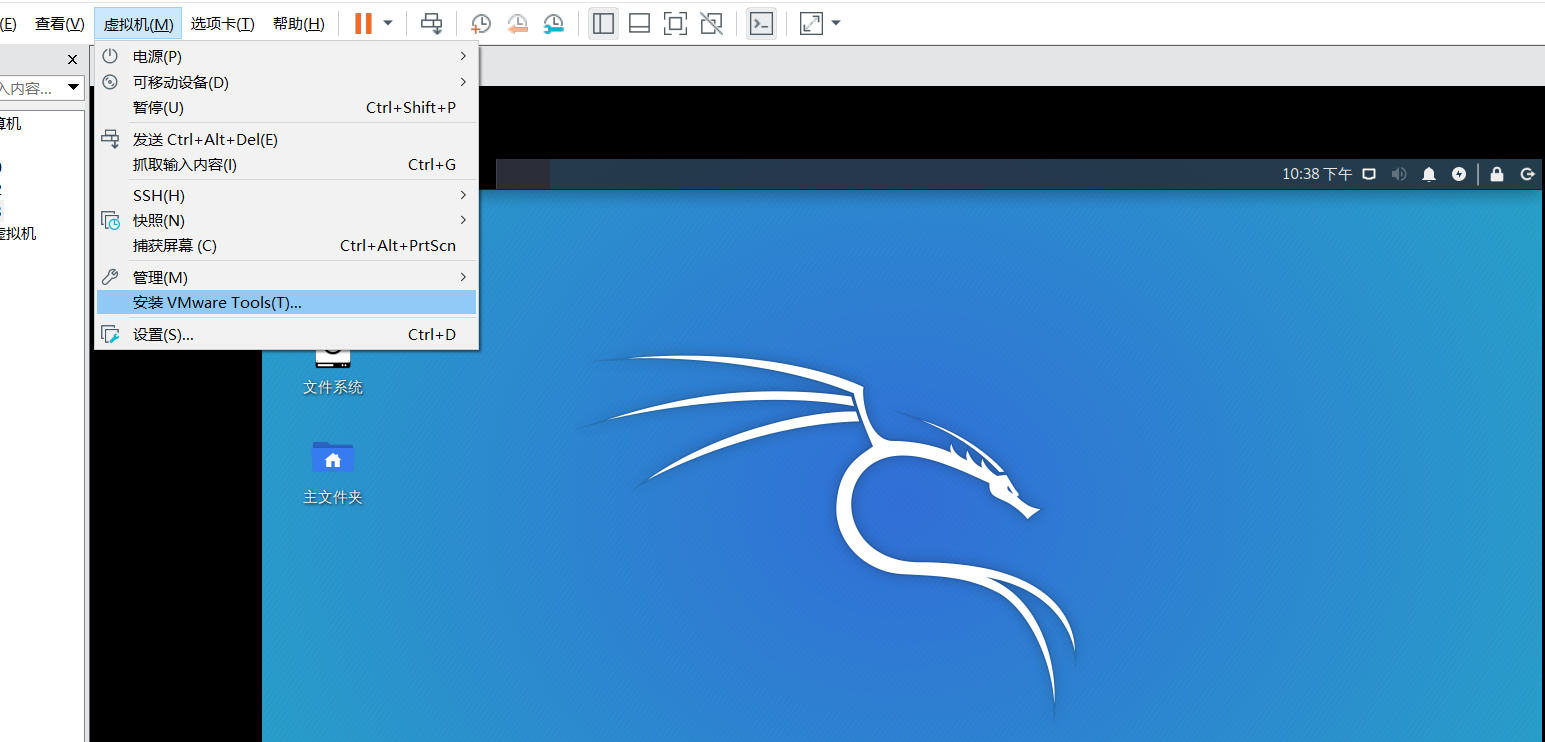 (E) 查看(V) 虚拟机(M) 选项卡(T) 帮助(H)
入内容...
算机
虚拟机
电源(P)
可移动设备(D)
暂停(U) Ctrl+Shift+P
发送 Ctrl+Alt+Del(E)
抓取输入内容(I) Ctrl+G
SSH(H)
快照(N)
捕获屏幕 (C) Ctrl+Alt+PrtScn
管理(M)
安装 VMware Tools(T)...
设置(S)... Ctrl+D
10:38 下午
文件系统
主文件夹